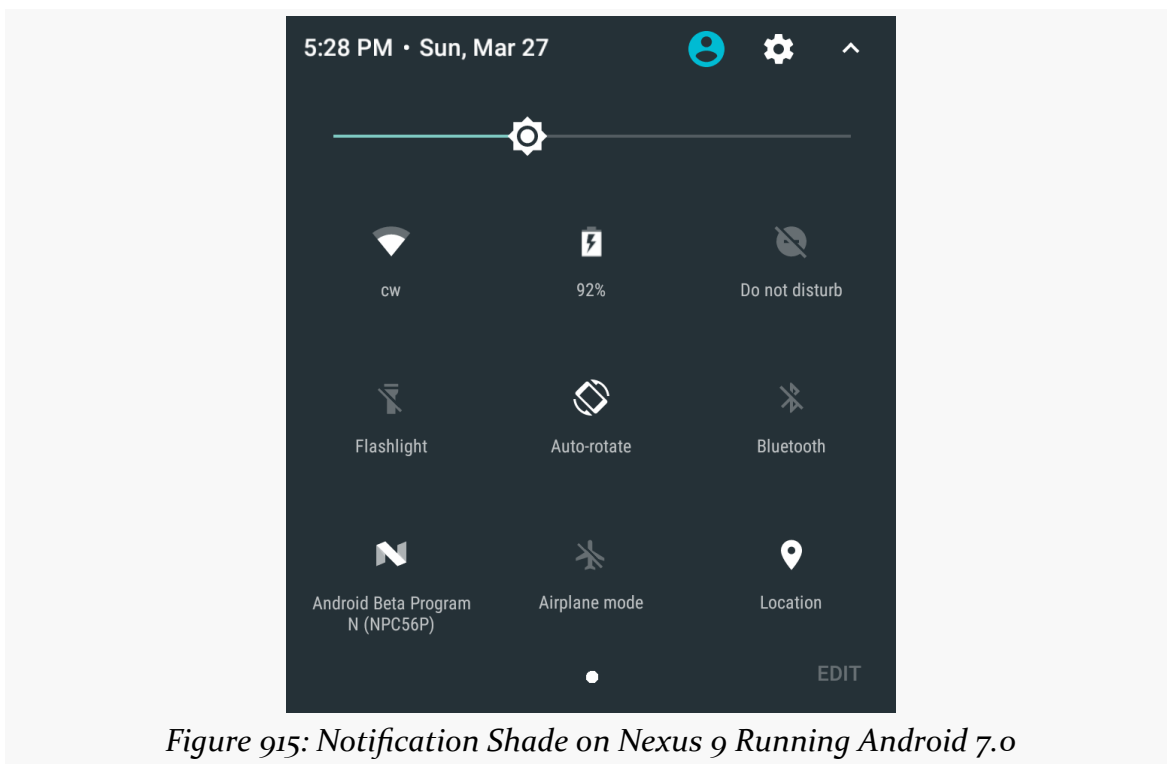 5:28 PM • Sun, Mar 27
cw
92%
Do not disturb
Flashlight
Auto-rotate
Bluetooth
Android Beta Program
N (NPC56P)
Airplane mode
Location
EDIT
Figure 915: Notification Shade on Nexus 9 Running Android 7.0